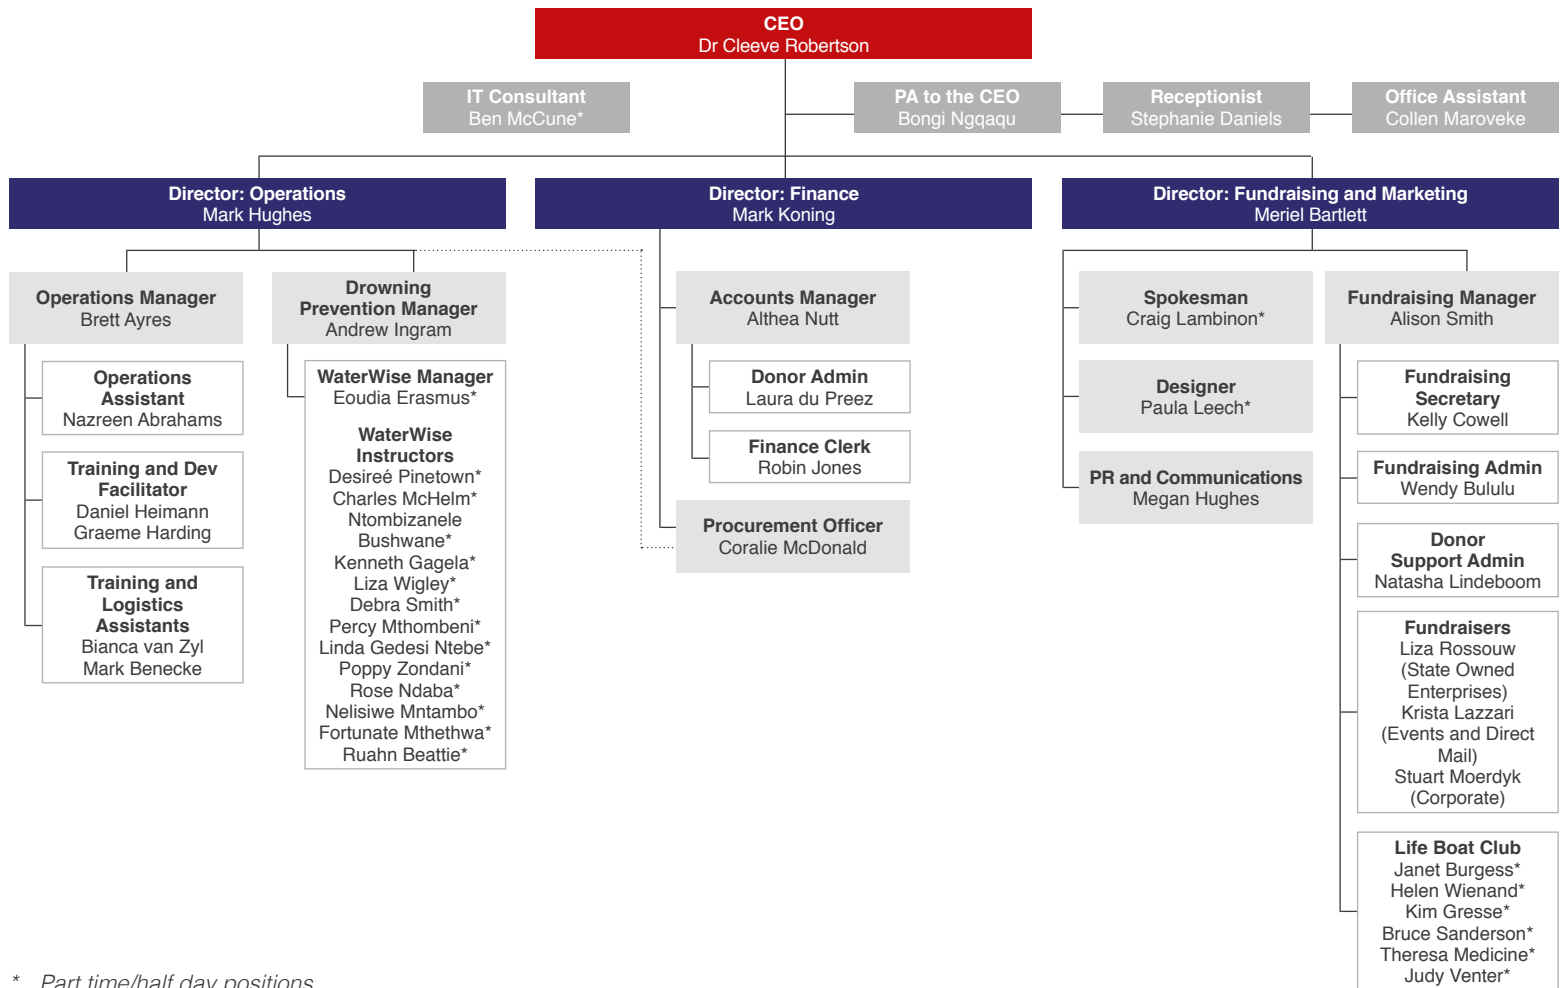 CEO
Dr Cleeve Robertson
IT Consultant
Ben McCune*
PA to the CEO
Bongi Ngqaqu
Receptionist
Stephanie Daniels
Office Assistant
Collen Maroveke
Director: Operations
Mark Hughes
Director: Finance
Mark Koning
Director: Fundraising and Marketing
Meriel Bartlett
Operations Manager
Brett Ayres
Operations
Assistant
Nazreen Abrahams
Training and Dev
Facilitator
Daniel Heimann
Graeme Harding
Training and
Logistics
Assistants
Bianca van Zyl
Mark Benecke
Drowning
Prevention Manager
Andrew Ingram
WaterWise Manager
Eoudia Erasmus*
WaterWise
Instructors
Desireé Pinetown*
Charles McHelm*
Ntombizanele
Bushwane*
Kenneth Gagela*
Liza Wigley*
Debra Smith*
Percy Mthombeni*
Linda Gedesi Ntebe*
Poppy Zondani*
Rose Ndaba*
Nelisiwe Mntambo*
Fortunate Mthethwa*
Ruahn Beattie*
Accounts Manager
Althea Nutt
Donor Admin
Laura du Preez
Finance Clerk
Robin Jones
Procurement Officer
Coralie McDonald
Spokesman
Craig Lambinon*
Designer
Paula Leech*
PR and Communications
Megan Hughes
Fundraising Manager
Alison Smith
Fundraising
Secretary
Kelly Cowell
Fundraising Admin
Wendy Bululu
Donor
Support Admin
Natasha Lindeboom
Fundraisers
Liza Rossouw
(State Owned
Enterprises)
Krista Lazzari
(Events and Direct
Mail)
Stuart Moerdyk
(Corporate)
Life Boat Club
Janet Burgess*
Helen Wienand*
Kim Gresse*
Bruce Sanderson*
Theresa Medicine*
Judy Venter*
* Part time/half day positions